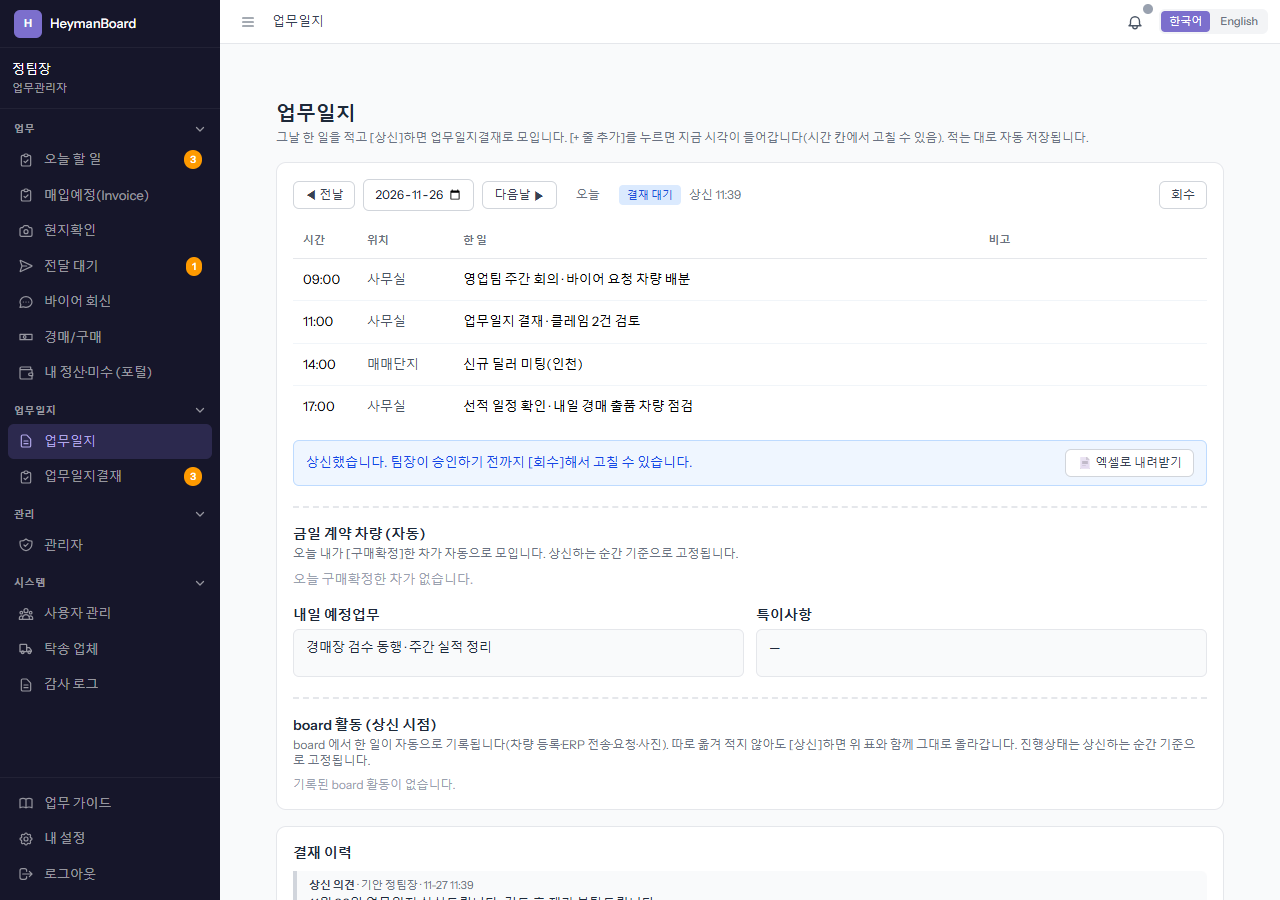 H HeymanBoard
정팀장
업무관리자
업무
오늘 할 일 3
매입예정(Invoice)
현지확인
전달 대기 1
바이어 회신
경매/구매
내 정산·미수 (포털)
업무일지
업무일지
업무일지결재 3
관리
관리자
시스템
사용자 관리
탁송 업체
감사 로그
업무 가이드
내 설정
로그아웃
업무일지
한국어 English
업무일지
그날 한 일을 적고 [상신]하면 업무일지결재로 모입니다. [+ 줄 추가]를 누르면 지금 시각이 들어갑니다(시간 칸에서 고칠 수 있음). 적는 대로 자동 저장됩니다.
◀ 전날 2026-11-26 다음날 ▶ 오늘 결재 대기 상신 11:39 회수
시간 위치 한 일 비고
09:00 사무실 영업팀 주간 회의·바이어 요청 차량 배분
11:00 사무실 업무일지 결재·클레임 2건 검토
14:00 매매단지 신규 딜러 미팅(인천)
17:00 사무실 선적 일정 확인·내일 경매 출품 차량 점검
상신했습니다. 팀장이 승인하기 전까지 [회수]해서 고칠 수 있습니다. 엑셀로 내려받기
금일 계약 차량 (자동)
오늘 내가 [구매확정]한 차가 자동으로 모입니다. 상신하는 순간 기준으로 고정됩니다.
오늘 구매확정한 차가 없습니다.
내일 예정업무 특이사항
경매장 검수 동행·주간 실적 정리 —
board 활동 (상신 시점)
board 에서 한 일이 자동으로 기록됩니다(차량 등록·ERP 전송·요청·사진). 따로 옮겨 적지 않아도 [상신]하면 위 표와 함께 그대로 올라갑니다. 진행상태는 상신하는 순간 기준으
로 고정됩니다.
기록된 board 활동이 없습니다.
결재 이력
상신 의견·기안 정팀장·11-27 11:39